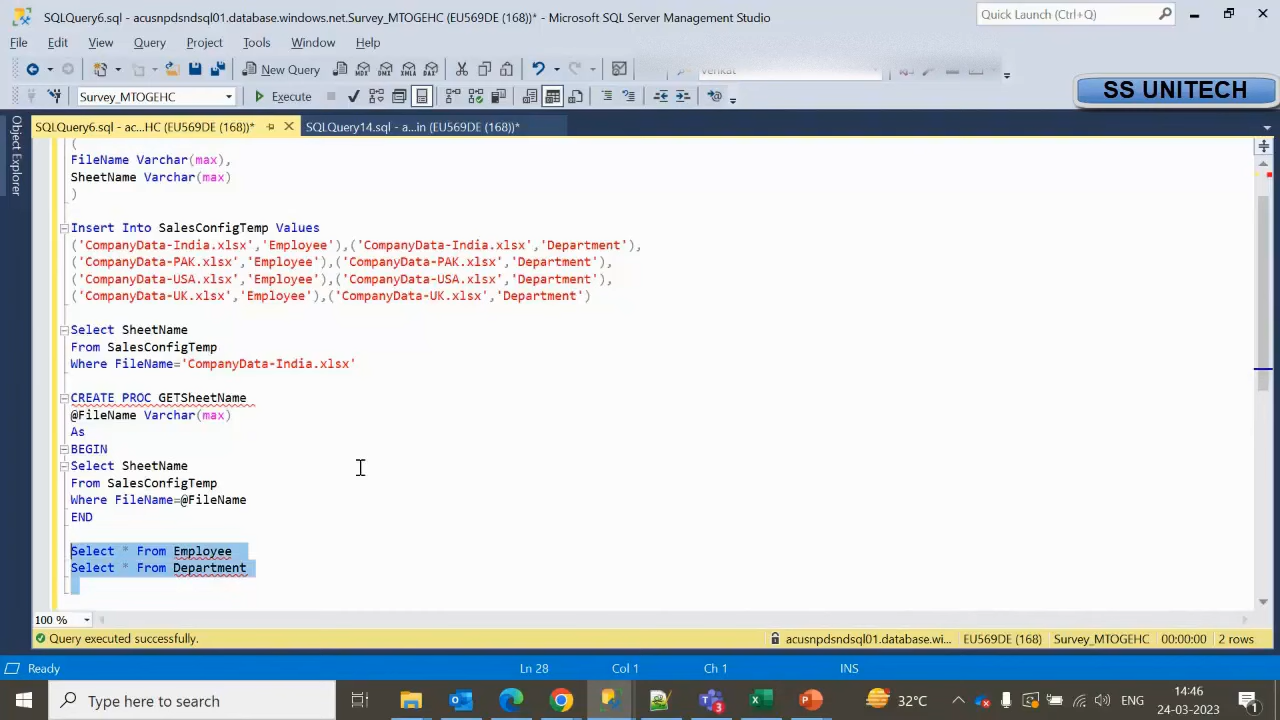 SQLQuery6.sql - acusnpdsndsql01.database.windows.net.Survey_MTOGEHC (EU569DE (168))* - Microsoft SQL Server Management Studio
Quick Launch (Ctrl+Q)
File Edit View Query Project Tools Window Help
New Query
MDX DMX XMLA DAX
SS UNITECH
Survey_MTOGEHC
Execute
SQLQuery6.sql - ac...HC (EU569DE (168))*
SQLQuery14.sql - a...in (EU569DE (168))*
Object Explorer
(
FileName Varchar(max),
SheetName Varchar(max)
)
Insert Into SalesConfigTemp Values
('CompanyData-India.xlsx','Employee'),('CompanyData-India.xlsx','Department'),
('CompanyData-PAK.xlsx','Employee'),('CompanyData-PAK.xlsx','Department'),
('CompanyData-USA.xlsx','Employee'),('CompanyData-USA.xlsx','Department'),
('CompanyData-UK.xlsx','Employee'),('CompanyData-UK.xlsx','Department')
Select SheetName
From SalesConfigTemp
Where FileName='CompanyData-India.xlsx'
CREATE PROC GETSheetName
@FileName Varchar(max)
As
BEGIN
Select SheetName
From SalesConfigTemp
Where FileName=@FileName
END
Select * From Employee
Select * From Department
100 %
Query executed successfully.
acusnpdsndsql01.database.wi... EU569DE (168) Survey_MTOGEHC 00:00:00 2 rows
Ready
Ln 28
Col 1
Ch 1
INS
Type here to search
3
32°C
ENG
14:46
24-03-2023
1